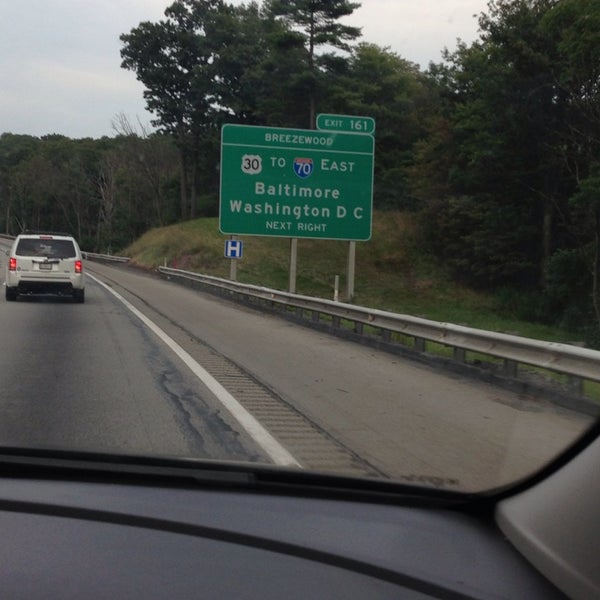 EXIT 161
BREEZEWOOD
30 TO 70 EAST
Baltimore
Washington D C
NEXT RIGHT
H